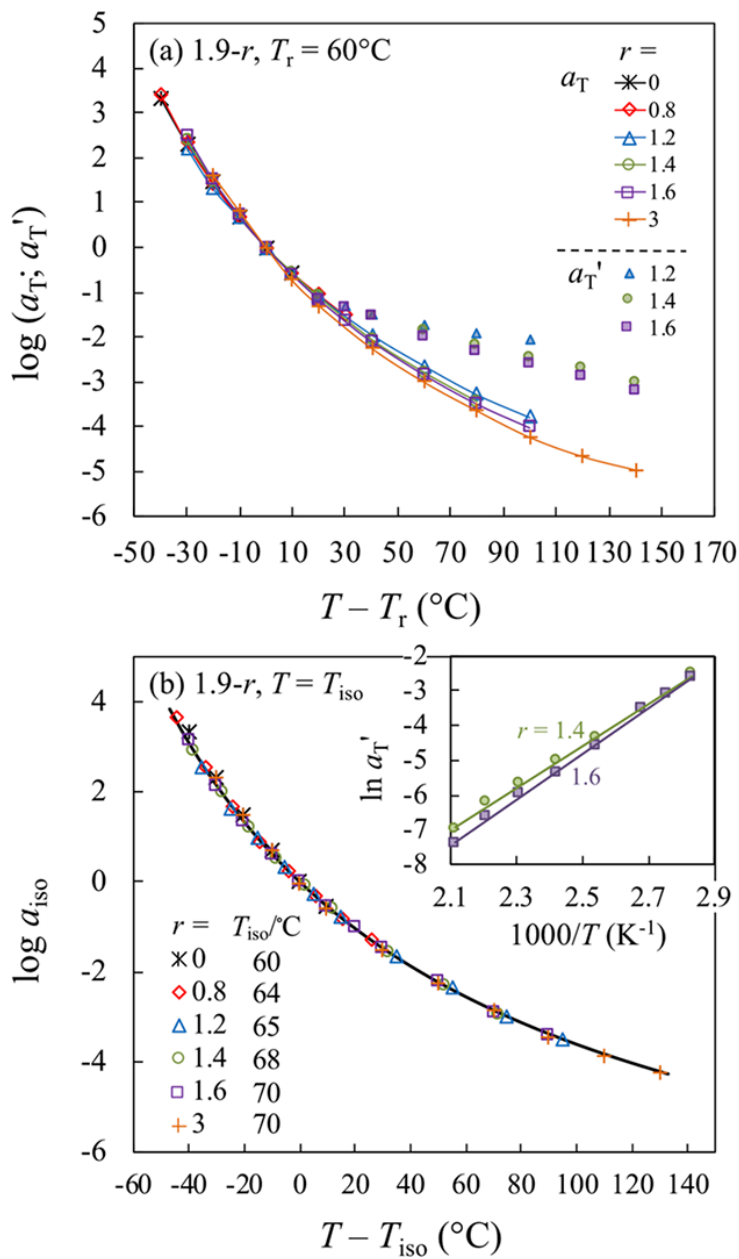 (a) 1.9-r, Tr = 60°C
r =
aT
0
0.8
1.2
1.4
1.6
3
aT'
1.2
1.4
1.6
5
4
3
2
1
0
-1
-2
-3
-4
-5
-6
log (aT; aT')
-50 -30 -10 10 30 50 70 90 110 130 150 170
T – Tr (°C)
(b) 1.9-r, T = Tiso
4
2
0
-2
-4
-6
log aiso
-2
-3
-4
-5
-6
-7
-8
ln aT'
r = 1.4
1.6
2.1 2.3 2.5 2.7 2.9
1000/T (K-1)
r = Tiso/°C
0 60
0.8 64
1.2 65
1.4 68
1.6 70
3 70
-60 -40 -20 0 20 40 60 80 100 120 140
T – Tiso (°C)